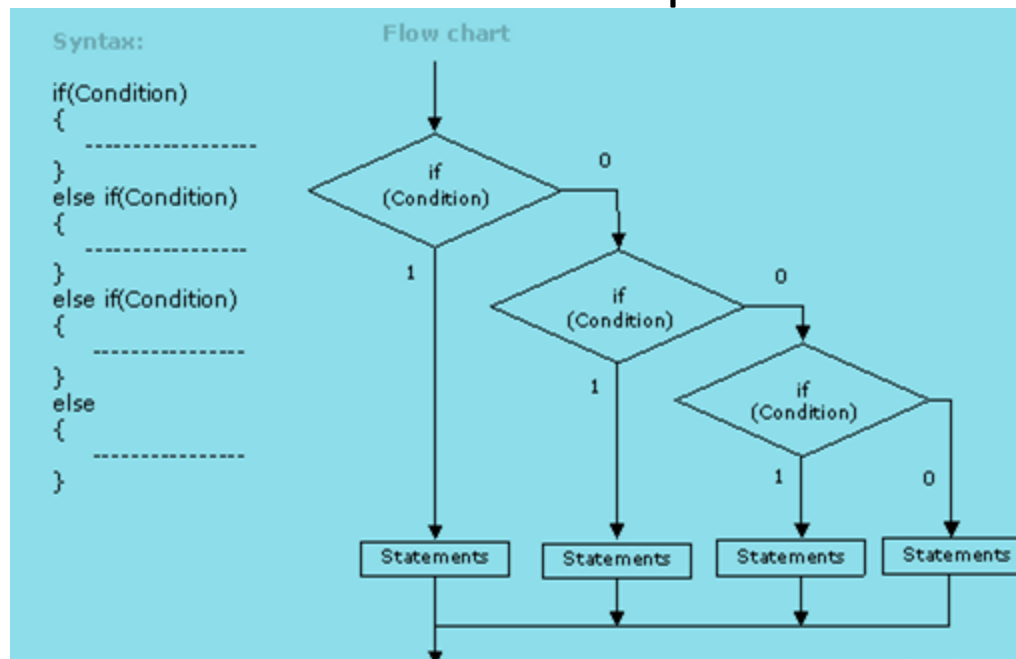 Syntax:
if(Condition)
{
------------------
}
else if(Condition)
{
-----------------
}
else if(Condition)
{
----------------
}
else
{
----------------
}
Flow chart
if
(Condition)
0
1
if
(Condition)
0
1
if
(Condition)
1
0
Statements
Statements
Statements
Statements